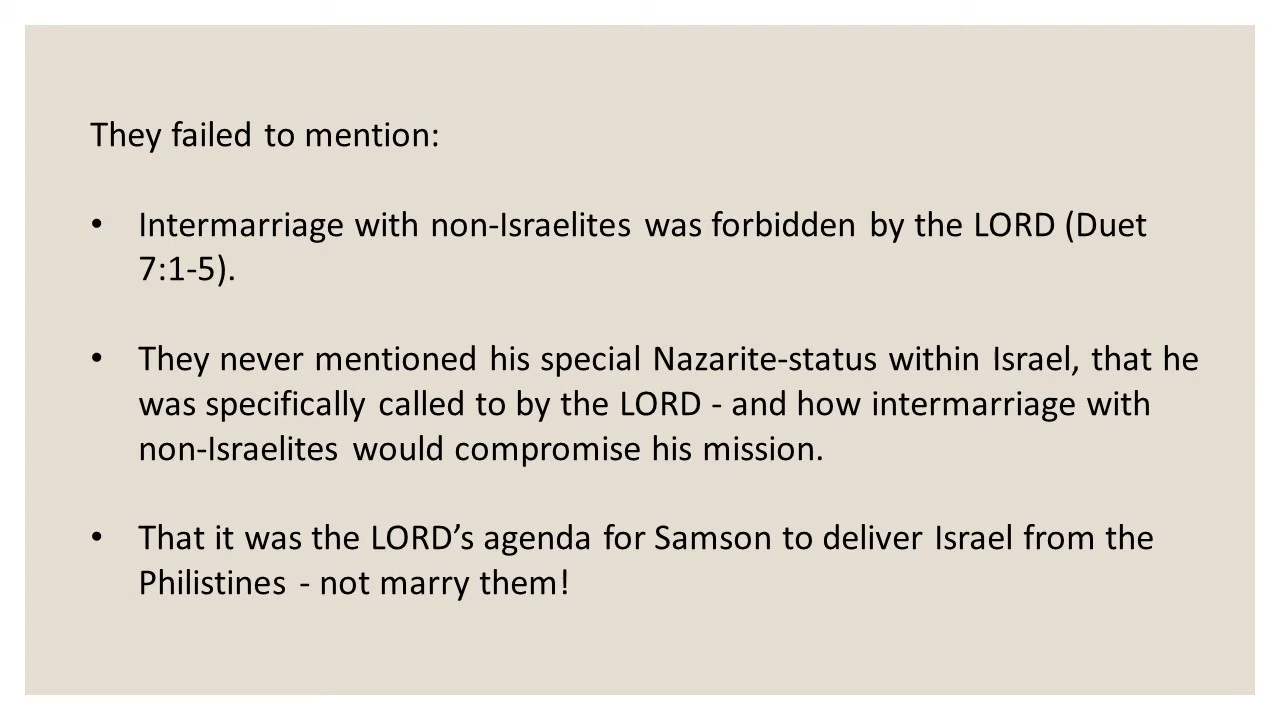 They failed to mention:
• Intermarriage with non-Israelites was forbidden by the LORD (Duet
7:1-5).
• They never mentioned his special Nazarite-status within Israel, that he
was specifically called to by the LORD - and how intermarriage with
non-Israelites would compromise his mission.
• That it was the LORD’s agenda for Samson to deliver Israel from the
Philistines - not marry them!